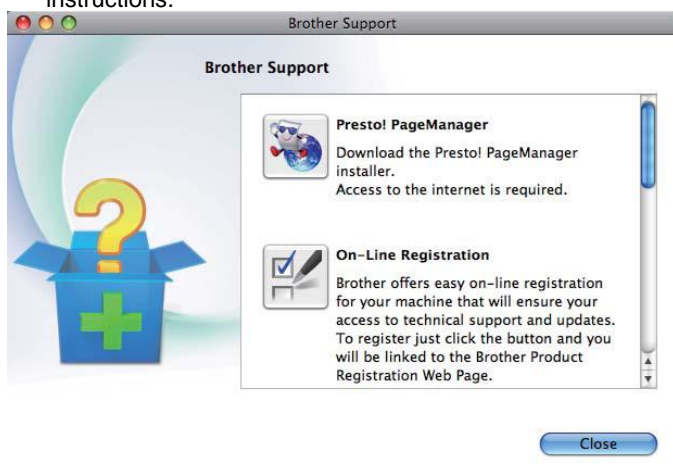 instructions.
Brother Support
Brother Support
Presto! PageManager
Download the Presto! PageManager
installer.
Access to the internet is required.
On-Line Registration
Brother offers easy on-line registration
for your machine that will ensure your
access to technical support and updates.
To register just click the button and you
will be linked to the Brother Product
Registration Web Page.
Close